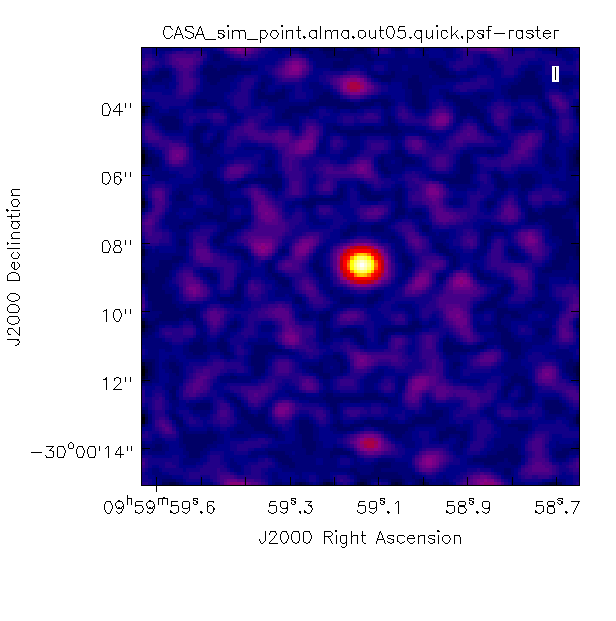 CASA_sim_point.alma.out05.quick.psf-raster
I
04"
06"
08"
10"
12"
-30°00'14"
J2000 Declination
09ʰ59ᵐ59ˢ.6
59ˢ.3
59ˢ.1
58ˢ.9
58ˢ.7
J2000 Right Ascension